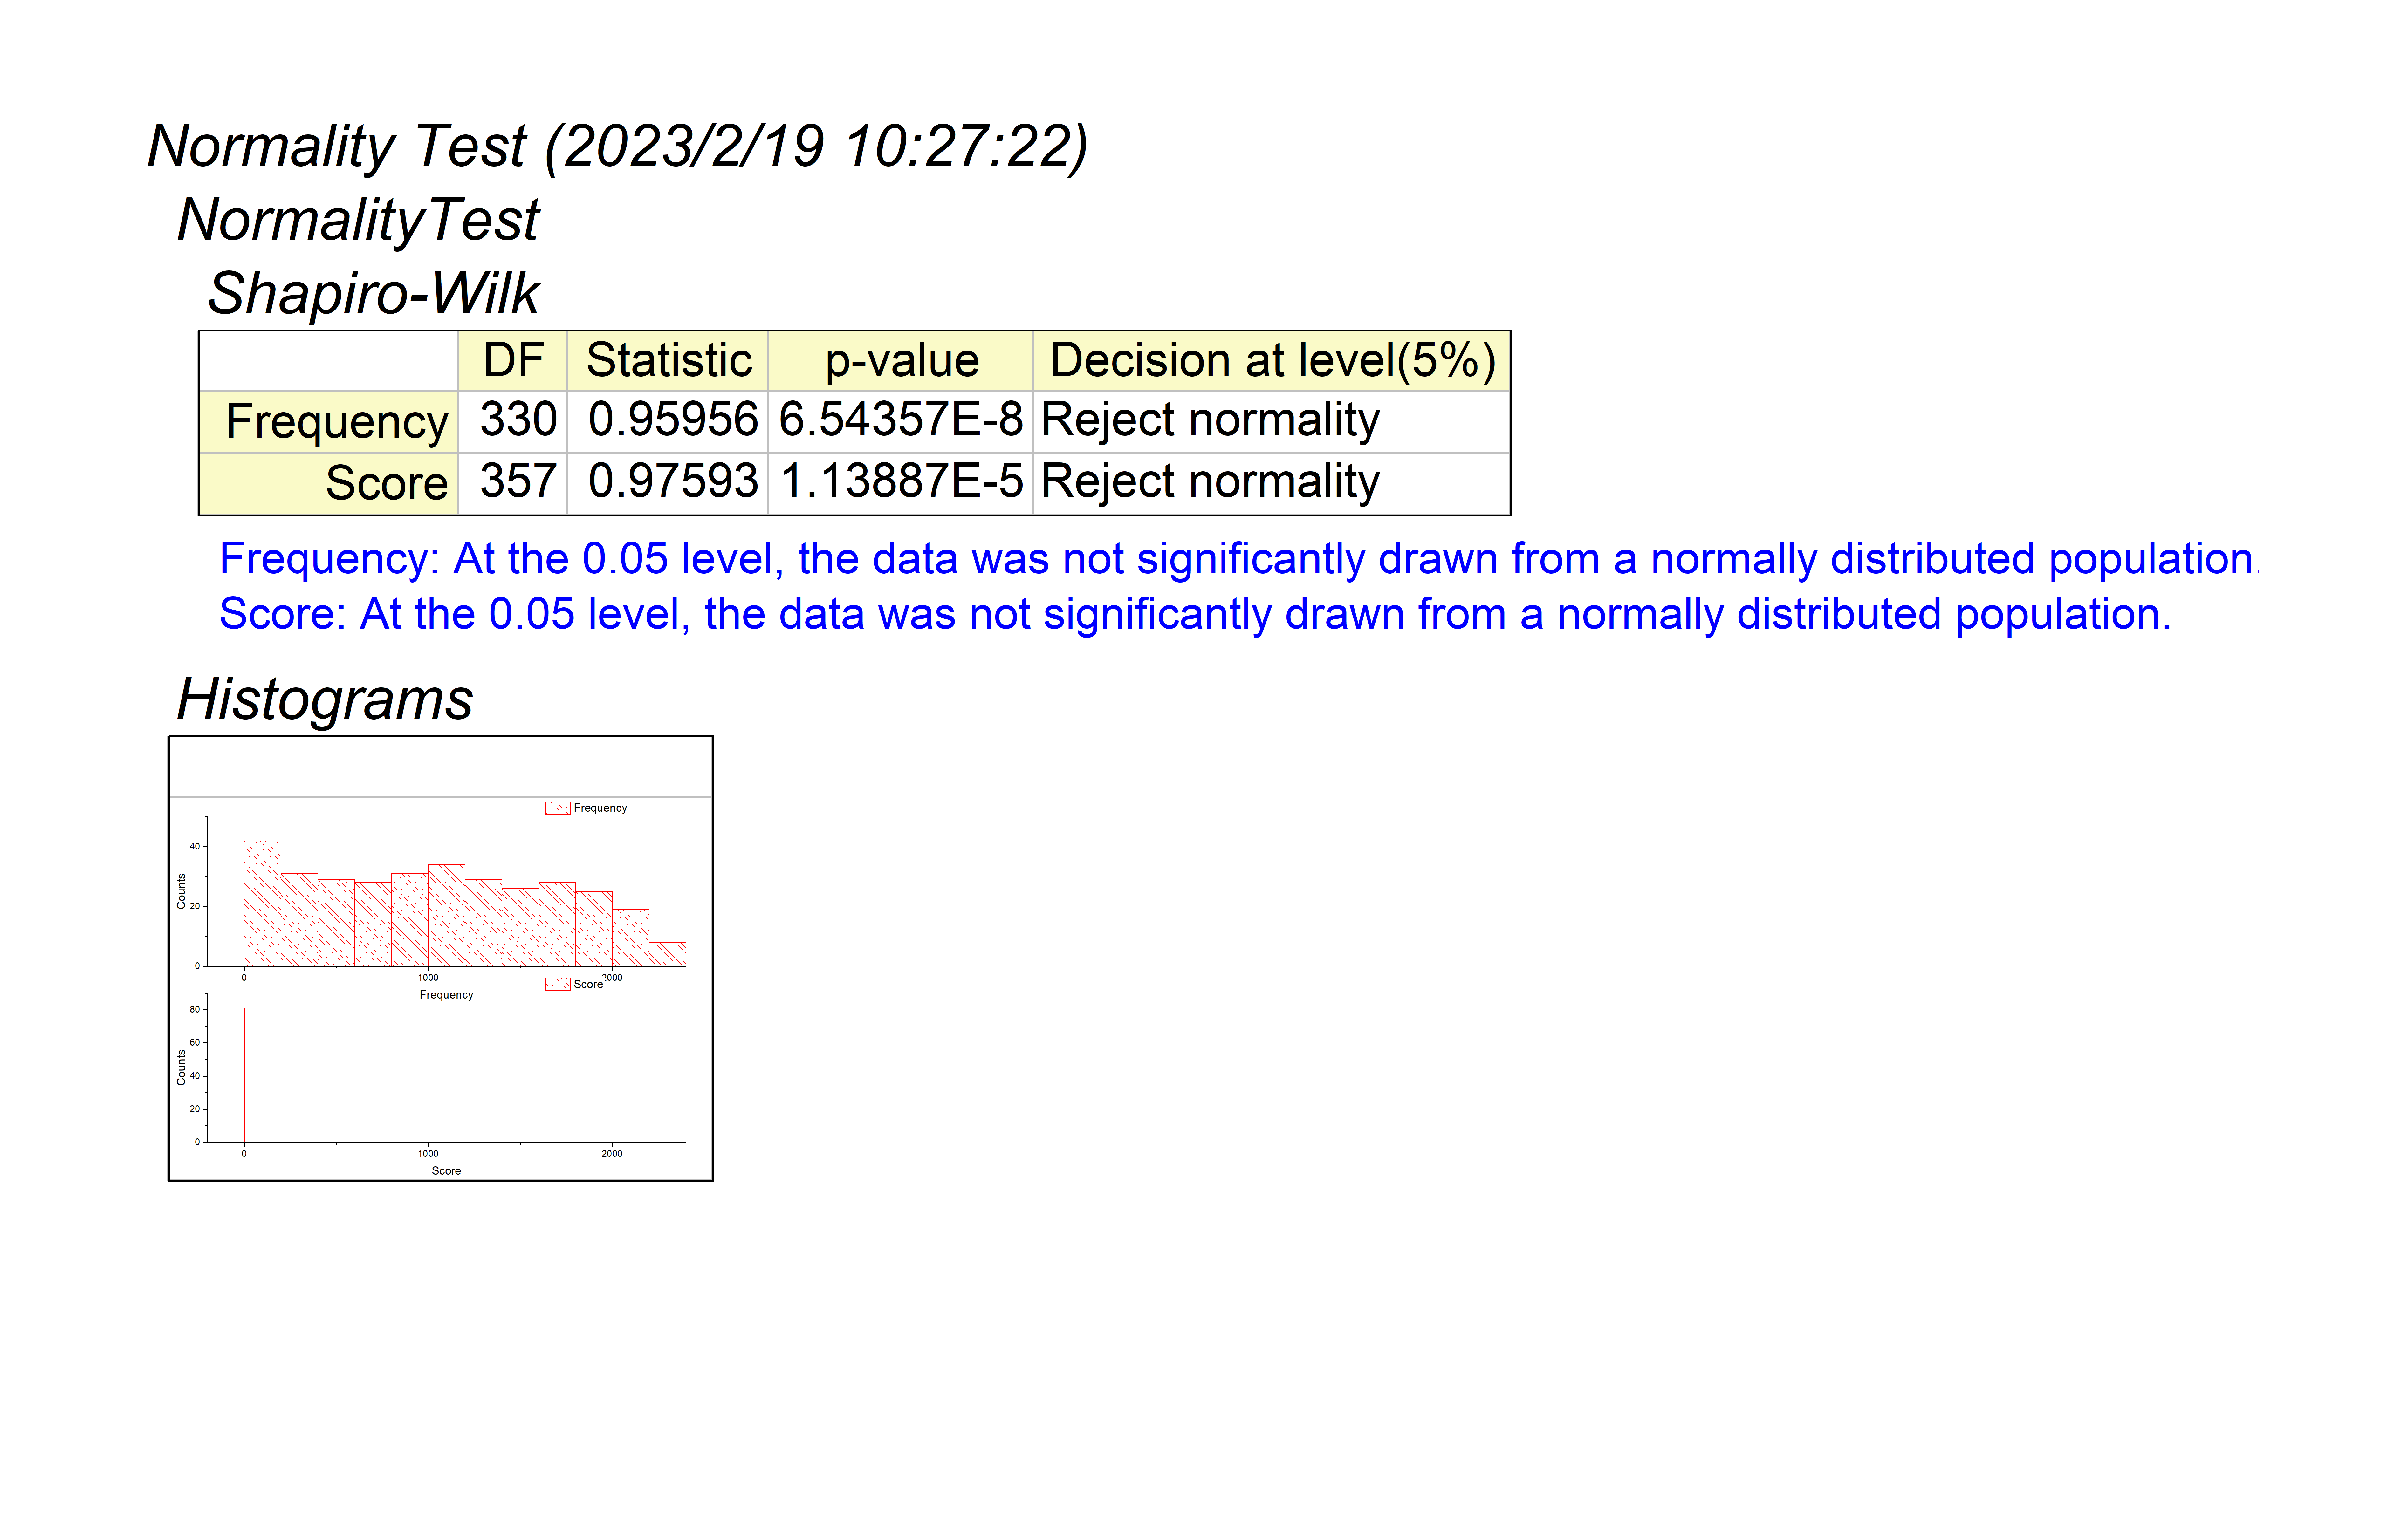 Normality Test (2023/2/19 10:27:22)
NormalityTest
Shapiro-Wilk
DF Statistic p-value Decision at level(5%)
Frequency 330 0.95956 6.54357E-8 Reject normality
Score 357 0.97593 1.13887E-5 Reject normality
Frequency: At the 0.05 level, the data was not significantly drawn from a normally distributed population.
Score: At the 0.05 level, the data was not significantly drawn from a normally distributed population.
Histograms
Frequency
40
20
0
Counts
0 1000
Frequency
Score
80
60
40
20
0
Counts
0 1000 2000
Score